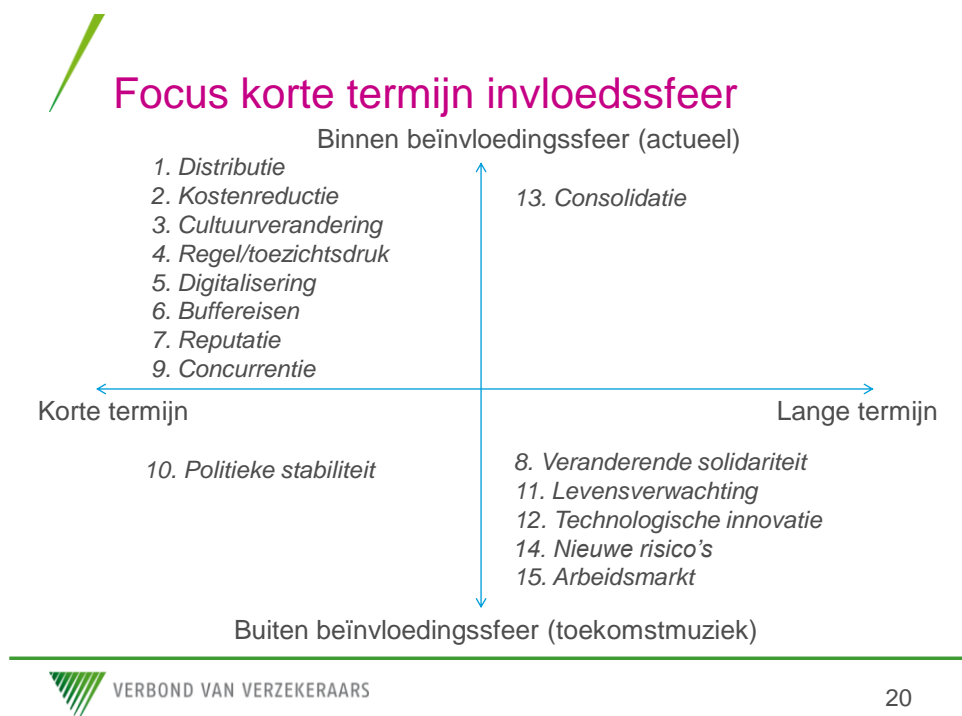 Focus korte termijn invloedssfeer
Binnen beïnvloedingssfeer (actueel)
1. Distributie
2. Kostenreductie
3. Cultuurverandering
4. Regel/toezichtsdruk
5. Digitalisering
6. Buffereisen
7. Reputatie
9. Concurrentie
13. Consolidatie
Korte termijn
Lange termijn
10. Politieke stabiliteit
8. Veranderende solidariteit
11. Levensverwachting
12. Technologische innovatie
14. Nieuwe risico’s
15. Arbeidsmarkt
Buiten beïnvloedingssfeer (toekomstmuziek)
VERBOND VAN VERZEKERAARS
20